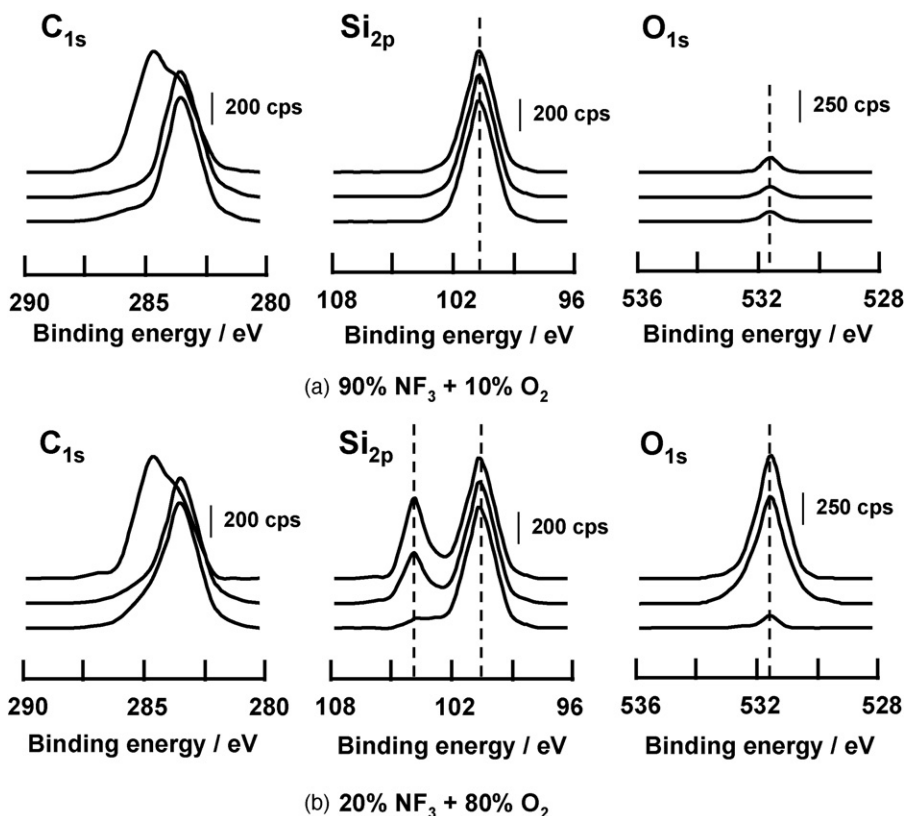 C1s Si2p O1s
200 cps 200 cps 250 cps
290 285 280 108 102 96 536 532 528
Binding energy / eV Binding energy / eV Binding energy / eV
(a) 90% NF3 + 10% O2
C1s Si2p O1s
200 cps 200 cps 250 cps
290 285 280 108 102 96 536 532 528
Binding energy / eV Binding energy / eV Binding energy / eV
(b) 20% NF3 + 80% O2